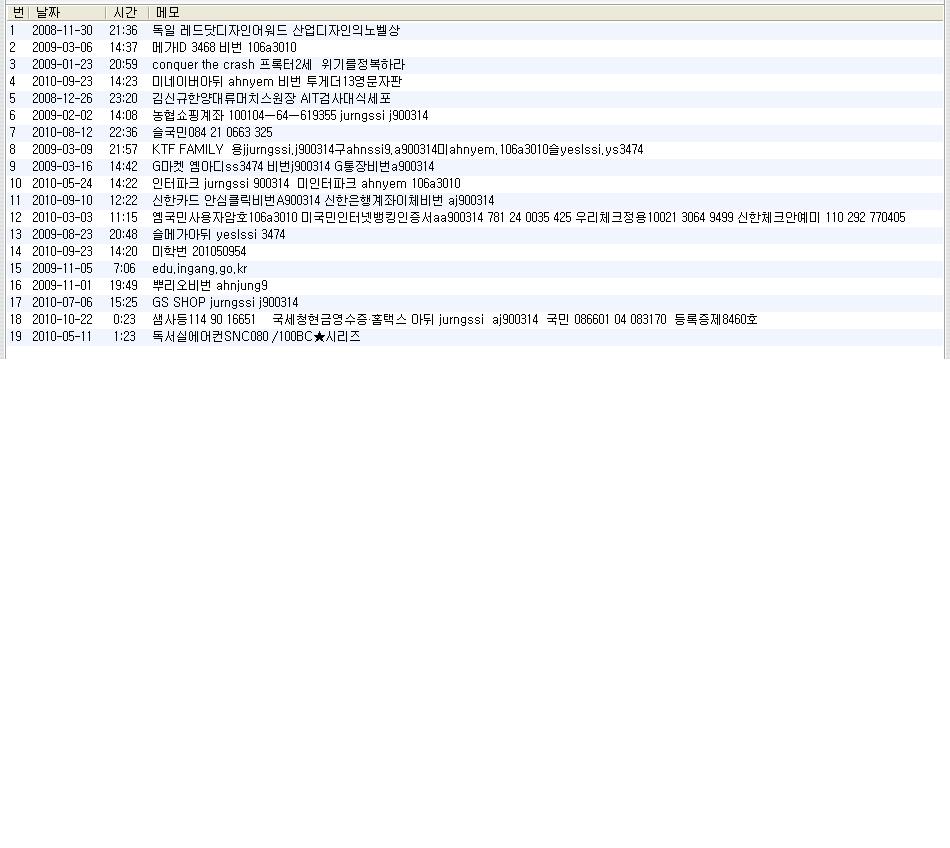 번 날짜 시간 메모
1 2008-11-30 21:36 독일 레드닷디자인어워드 산업디자인의노벨상
2 2009-03-06 14:37 메가ID 3468 비번 106a3010
3 2009-01-23 20:59 conquer the crash 프록터2세 위기를정복하라
4 2010-09-23 14:23 미네이버아뒤 ahnyem 비번 투게더13영문자판
5 2008-12-26 23:20 김신규한양대류머치스원장 AIT검사대식세포
6 2009-02-02 14:08 농협쇼핑계좌 100104-64-619355 jurngssi j900314
7 2010-08-12 22:36 슬국민084 21 0663 325
8 2009-03-09 21:57 KTF FAMILY 용jjurngssi.j900314구ahnssi9.a900314미ahnyem.106a3010슬yeslssi.ys3474
9 2009-03-16 14:42 G마켓 옘아디ss3474 비번j900314 G통장비번a900314
10 2010-05-24 14:22 인터파크 jurngssi 900314 미인터파크 ahnyem 106a3010
11 2010-09-10 12:22 신한카드 안심클릭비번A900314 신한은행계좌이체비번 aj900314
12 2010-03-03 11:15 옘국민사용자암호106a3010 미국민인터넷뱅킹인증서aa900314 781 24 0035 425 우리체크정용10021 3064 9499 신한체크안예미 110 292 770405
13 2009-08-23 20:48 슬메가아뒤 yeslssi 3474
14 2010-09-23 14:20 미학번 201050954
15 2009-11-05 7:06 edu.ingang.go.kr
16 2009-11-01 19:49 뿌리오비번 ahnjung9
17 2010-07-06 15:25 GS SHOP jurngssi j900314
18 2010-10-22 0:23 샘사등114 90 16651 국세청현금영수증·홈택스 아뒤 jurngssi aj900314 국민 086601 04 083170 등록증제8460호
19 2010-05-11 1:23 독서실에어컨SNC080 /100BC★시리즈